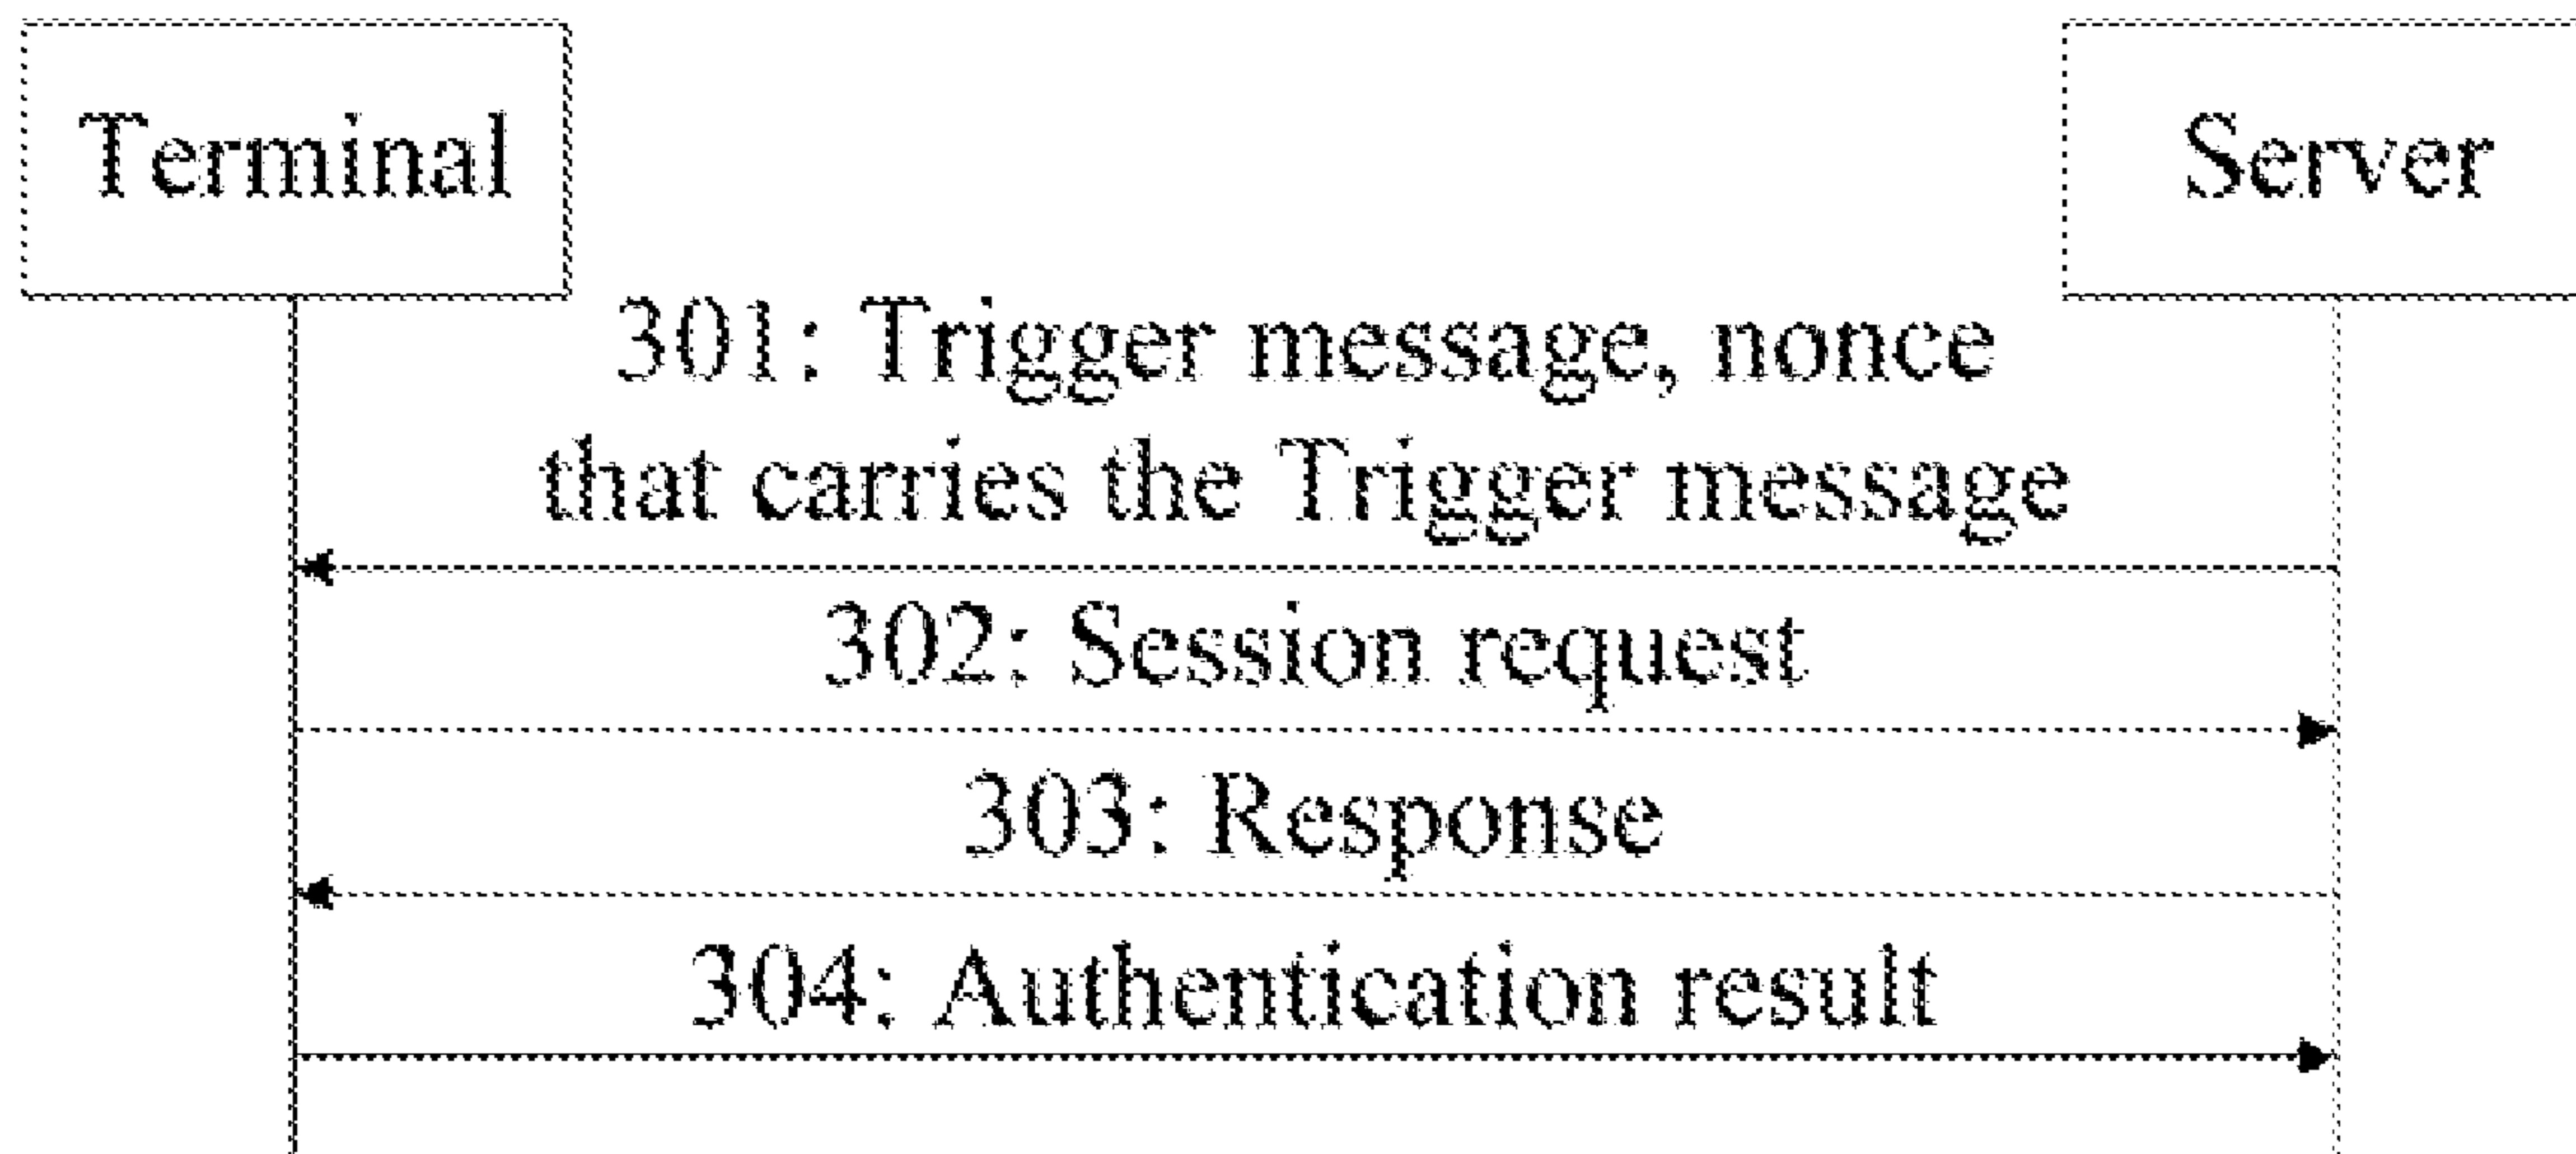 Terminal
Server
301: Trigger message, nonce
that carries the Trigger message
302: Session request
303: Response
304: Authentication result